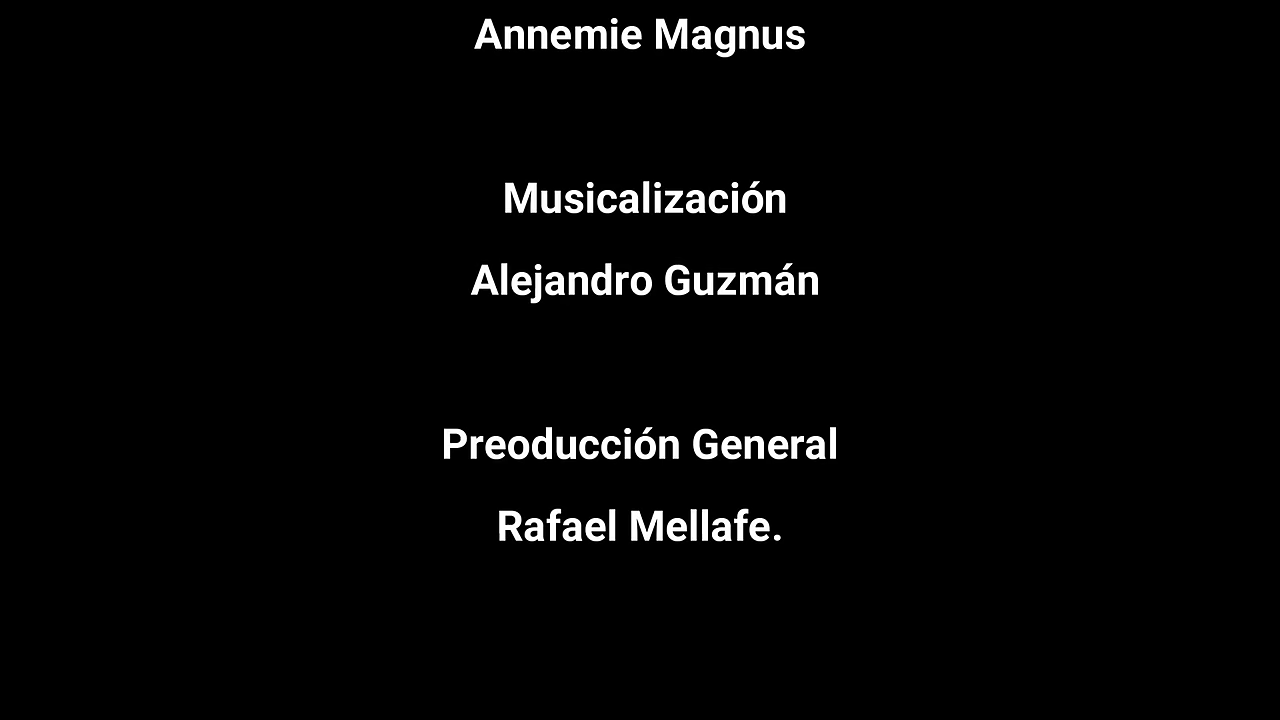 Annemie Magnus
Musicalización
Alejandro Guzmán
Preoducción General
Rafael Mellafe.